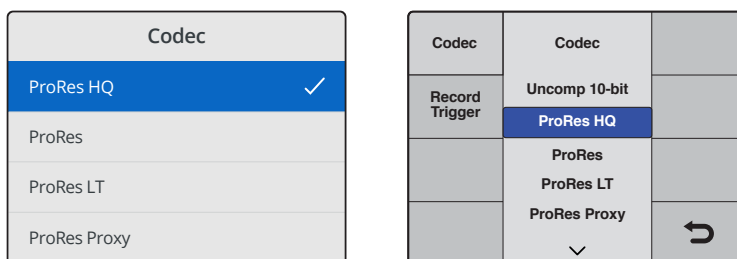 Codec
ProRes HQ
ProRes
ProRes LT
ProRes Proxy
Codec
Record
Trigger
Codec
Uncomp 10-bit
ProRes HQ
ProRes
ProRes LT
ProRes Proxy